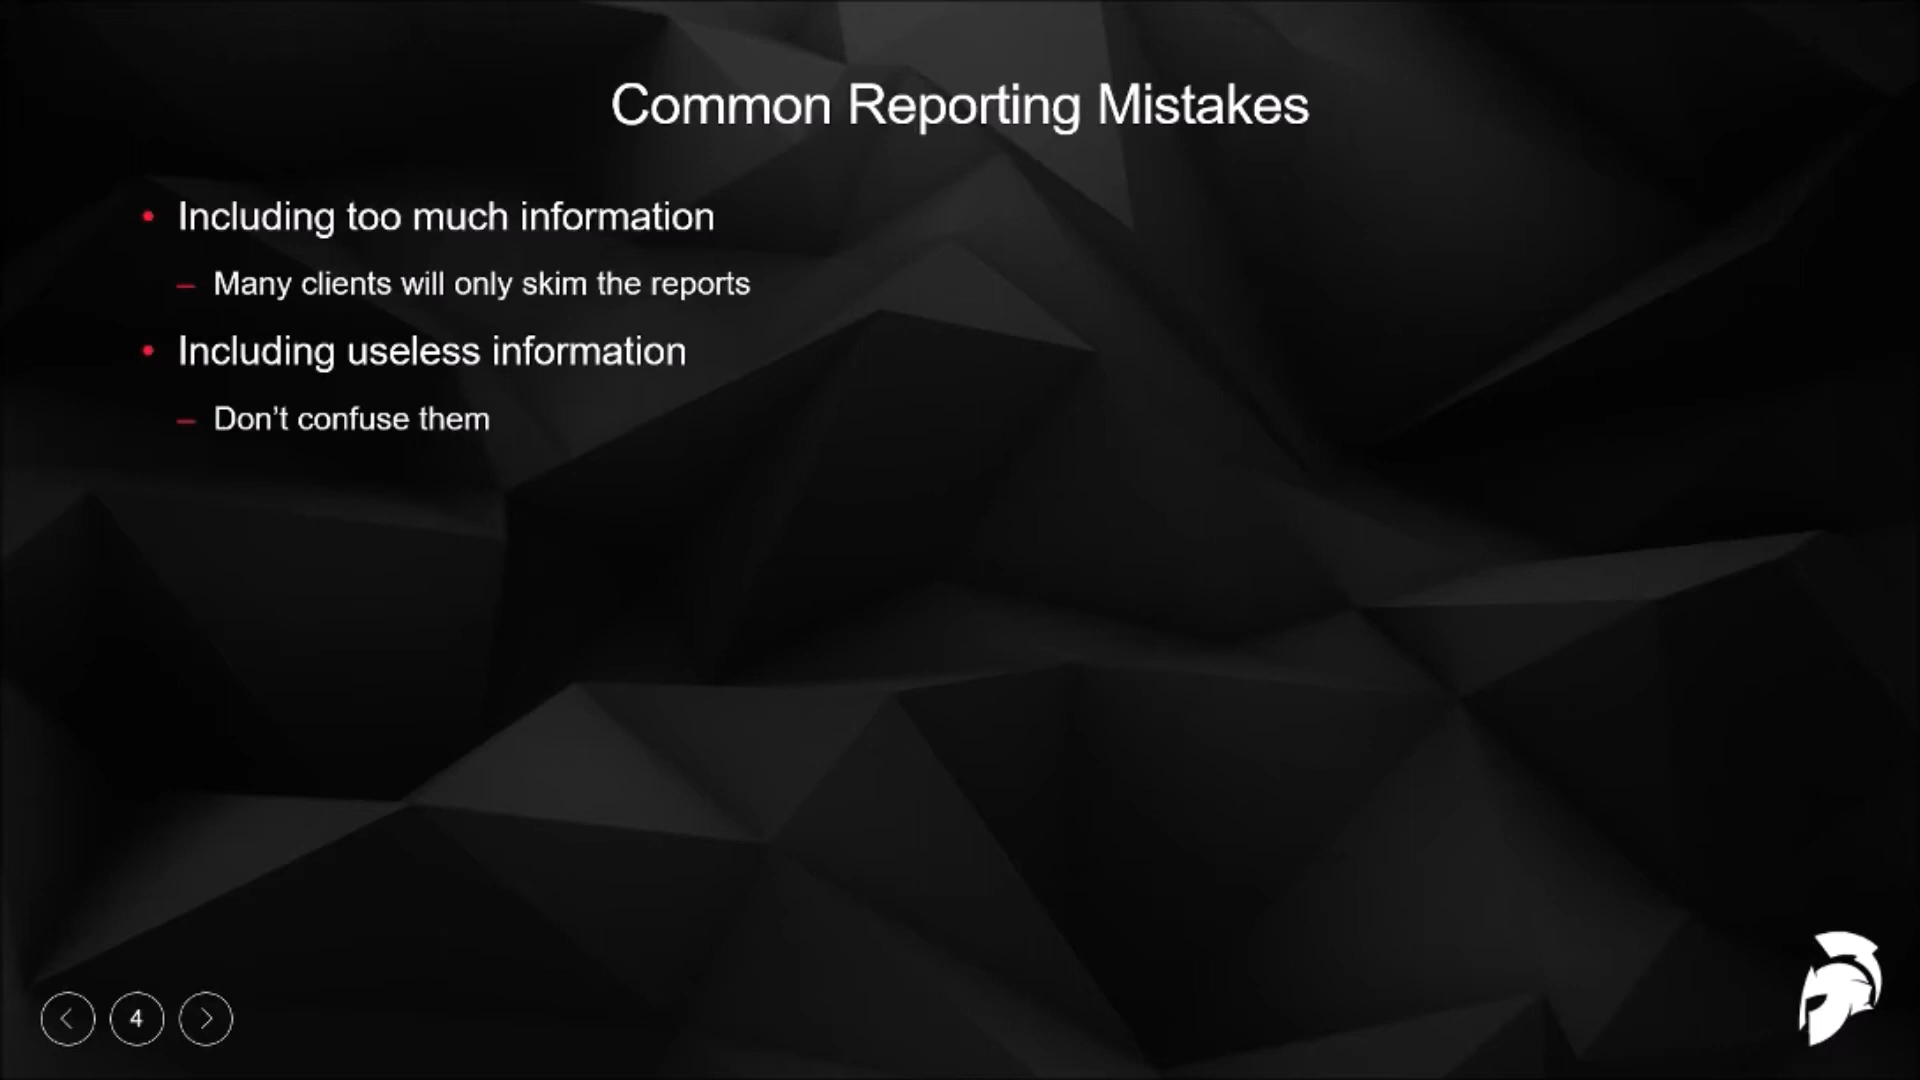 Common Reporting Mistakes
• Including too much information
– Many clients will only skim the reports
• Including useless information
– Don’t confuse them
4